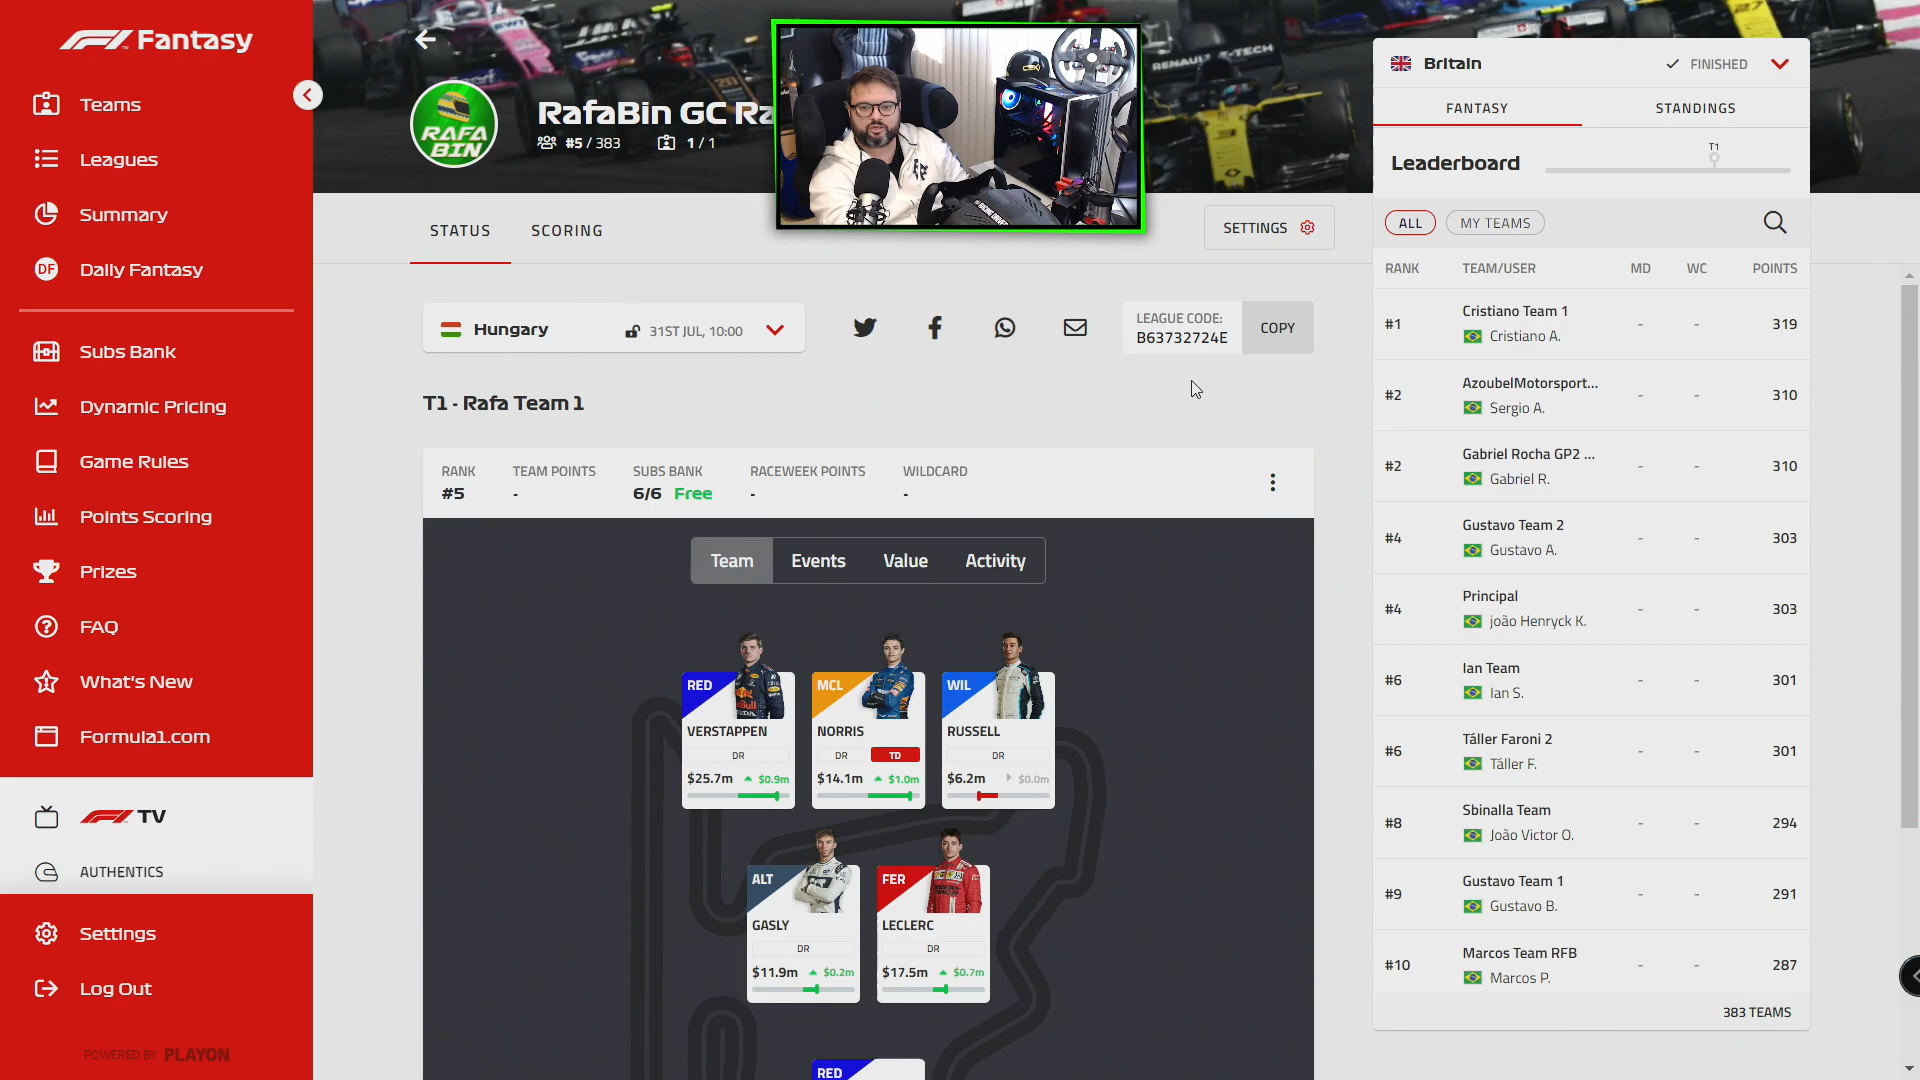 F1 Fantasy
Teams
Leagues
Summary
DF Daily Fantasy
Subs Bank
Dynamic Pricing
Game Rules
Points Scoring
Prizes
FAQ
What's New
Formula1.com
F1 TV
AUTHENTICS
Settings
Log Out
POWERED BY PLAYON
RAFA
BIN
RafaBin GC Ra
#5 / 383 1 / 1
STATUS SCORING
SETTINGS
Hungary 31ST JUL, 10:00
LEAGUE CODE:
B63732724E
COPY
T1 - Rafa Team 1
RANK TEAM POINTS SUBS BANK RACEWEEK POINTS WILDCARD
#5 - 6/6 Free - -
Team Events Value Activity
RED MCL WIL
VERSTAPPEN NORRIS RUSSELL
DR DR TD DR
$25.7m $0.9m $14.1m $1.0m $6.2m $0.0m
ALT FER
GASLY LECLERC
DR DR
$11.9m $0.2m $17.5m $0.7m
RED
RENAULT E-TECH
Britain FINISHED
FANTASY STANDINGS
Leaderboard T1
ALL MY TEAMS
RANK TEAM/USER MD WC POINTS
#1 Cristiano Team 1 - - 319
Cristiano A.
#2 AzoubelMotorsport... - - 310
Sergio A.
#2 Gabriel Rocha GP2 ... - - 310
Gabriel R.
#4 Gustavo Team 2 - - 303
Gustavo A.
#4 Principal - - 303
joão Henryck K.
#6 Ian Team - - 301
Ian S.
#6 Táller Faroni 2 - - 301
Táller F.
#8 Sbinalla Team - - 294
João Victor O.
#9 Gustavo Team 1 - - 291
Gustavo B.
#10 Marcos Team RFB - - 287
Marcos P.
383 TEAMS